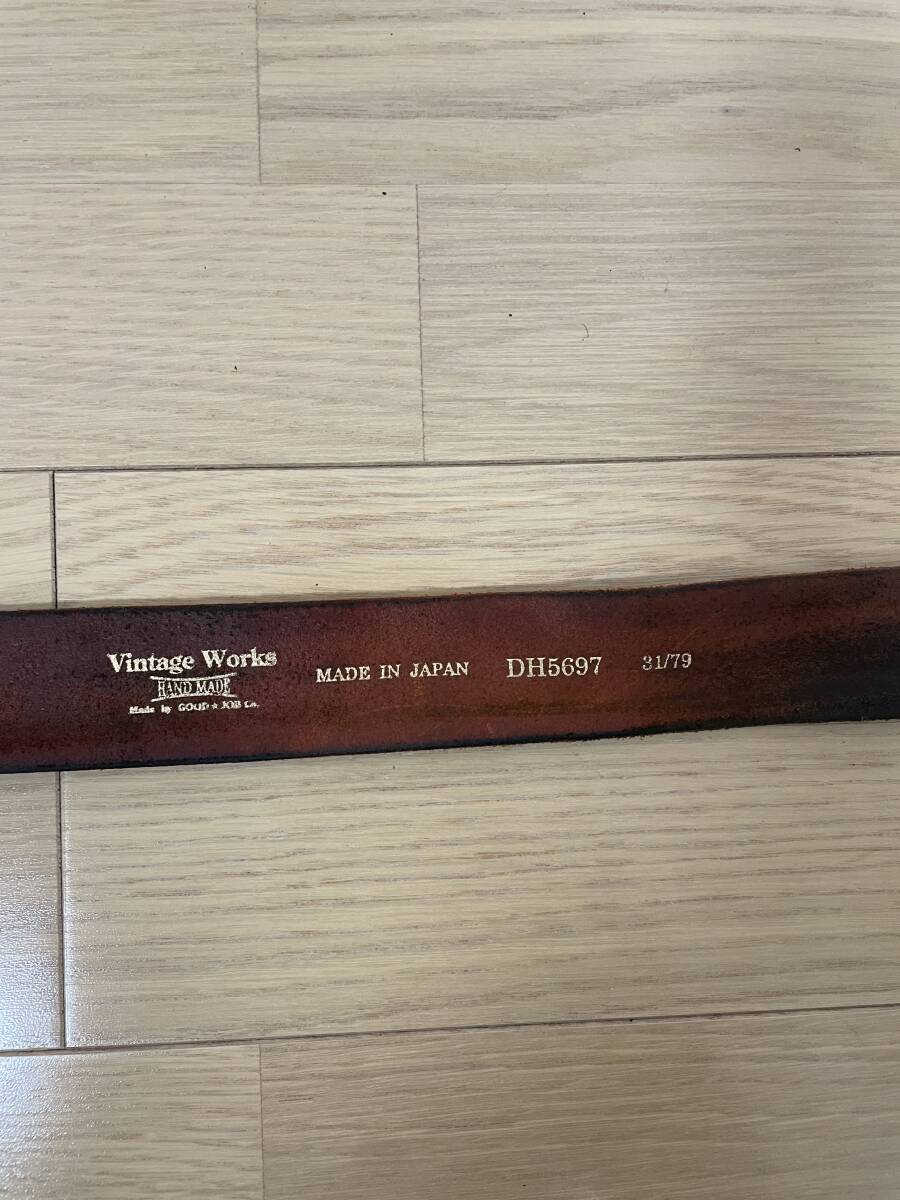 Vintage Works
HAND MADE
Made by GOOD★JOB Co.
MADE IN JAPAN
DH5697
31/79